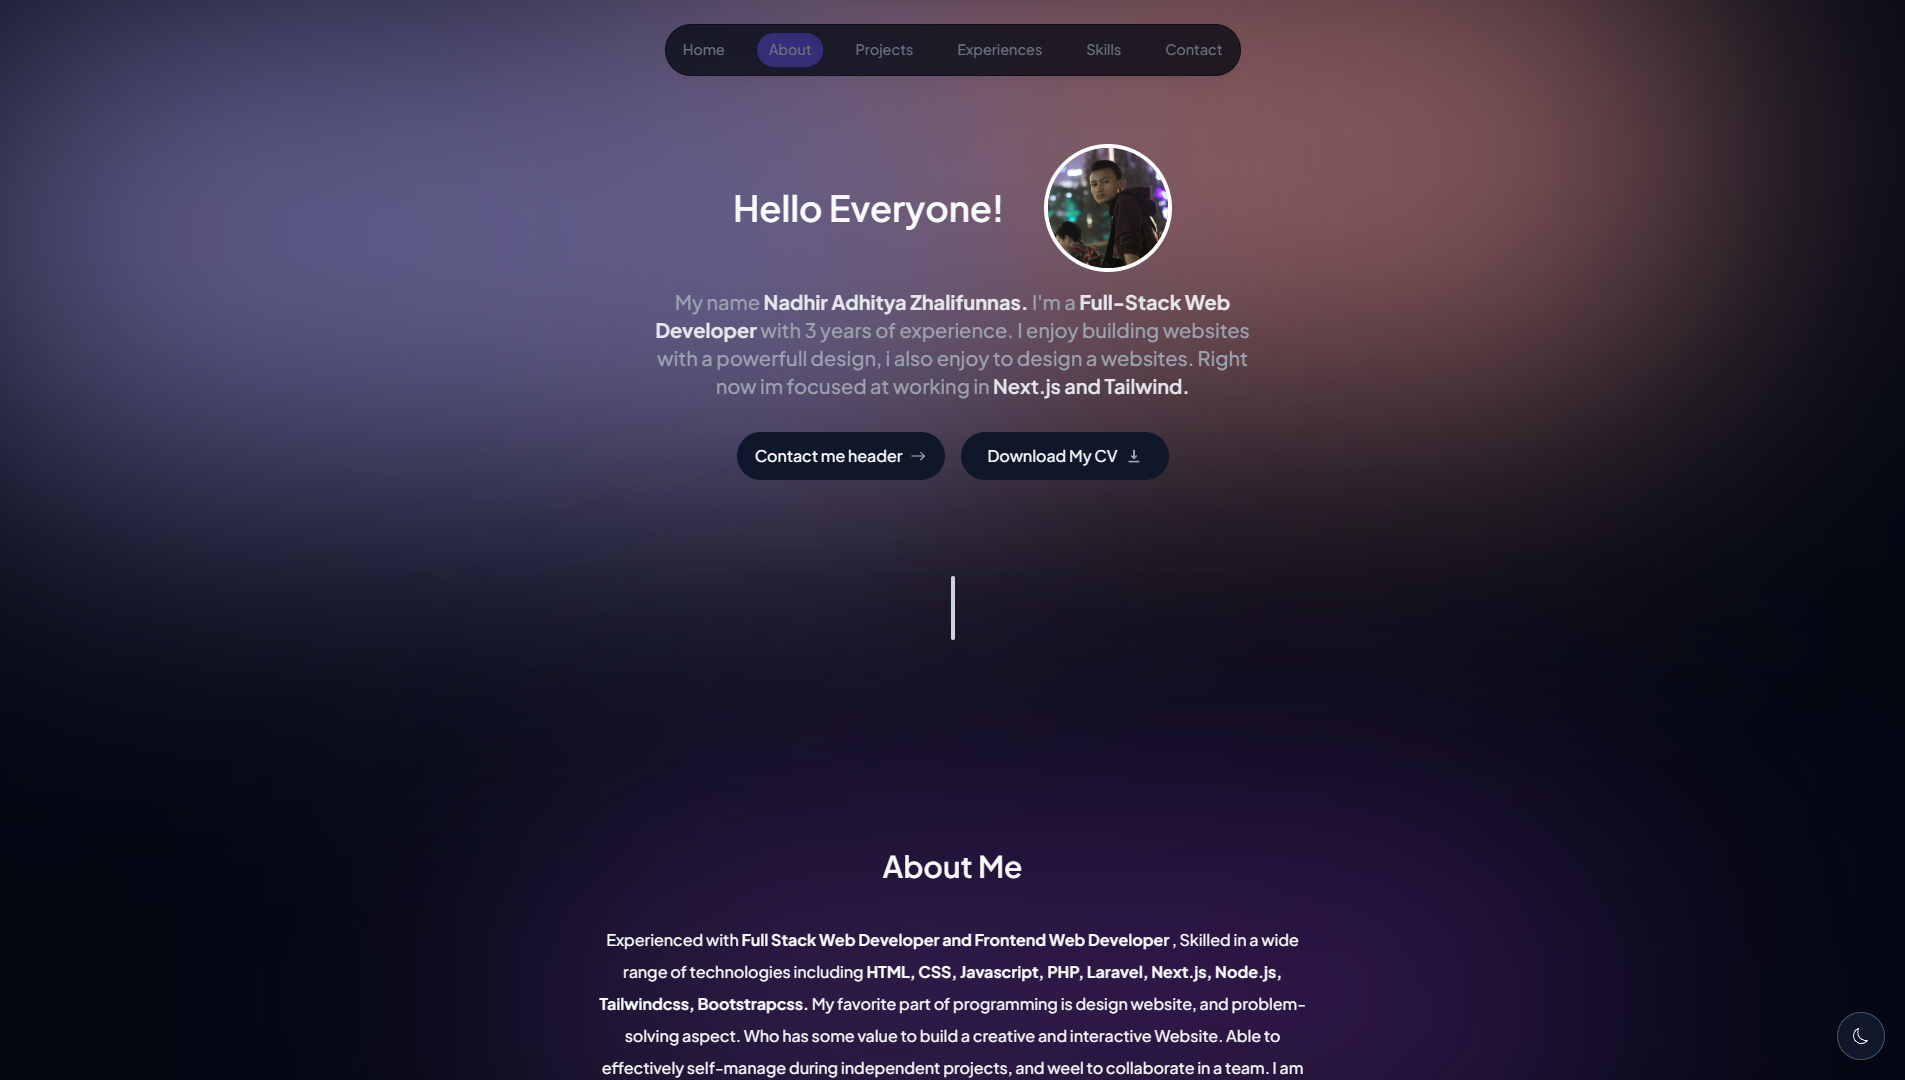 Home About Projects Experiences Skills Contact
Hello Everyone!
My name Nadhir Adhitya Zhalifunnas. I'm a Full-Stack Web
Developer with 3 years of experience. I enjoy building websites
with a powerfull design, i also enjoy to design a websites. Right
now im focused at working in Next.js and Tailwind.
Contact me header
Download My CV
About Me
Experienced with Full Stack Web Developer and Frontend Web Developer , Skilled in a wide
range of technologies including HTML, CSS, Javascript, PHP, Laravel, Next.js, Node.js,
Tailwindcss, Bootstrapcss. My favorite part of programming is design website, and problem-
solving aspect. Who has some value to build a creative and interactive Website. Able to
effectively self-manage during independent projects, and weel to collaborate in a team. I am